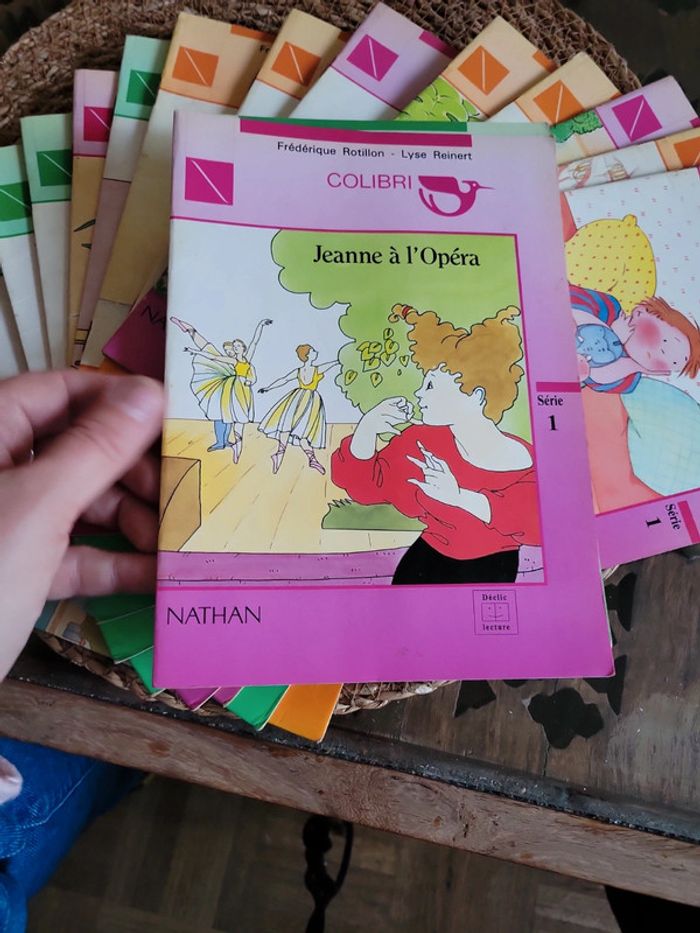 Frédérique Rotillon - Lyse Reinert
COLIBRI
Jeanne à l'Opéra
Série
1
NATHAN
Déclic
lecture
Série
1